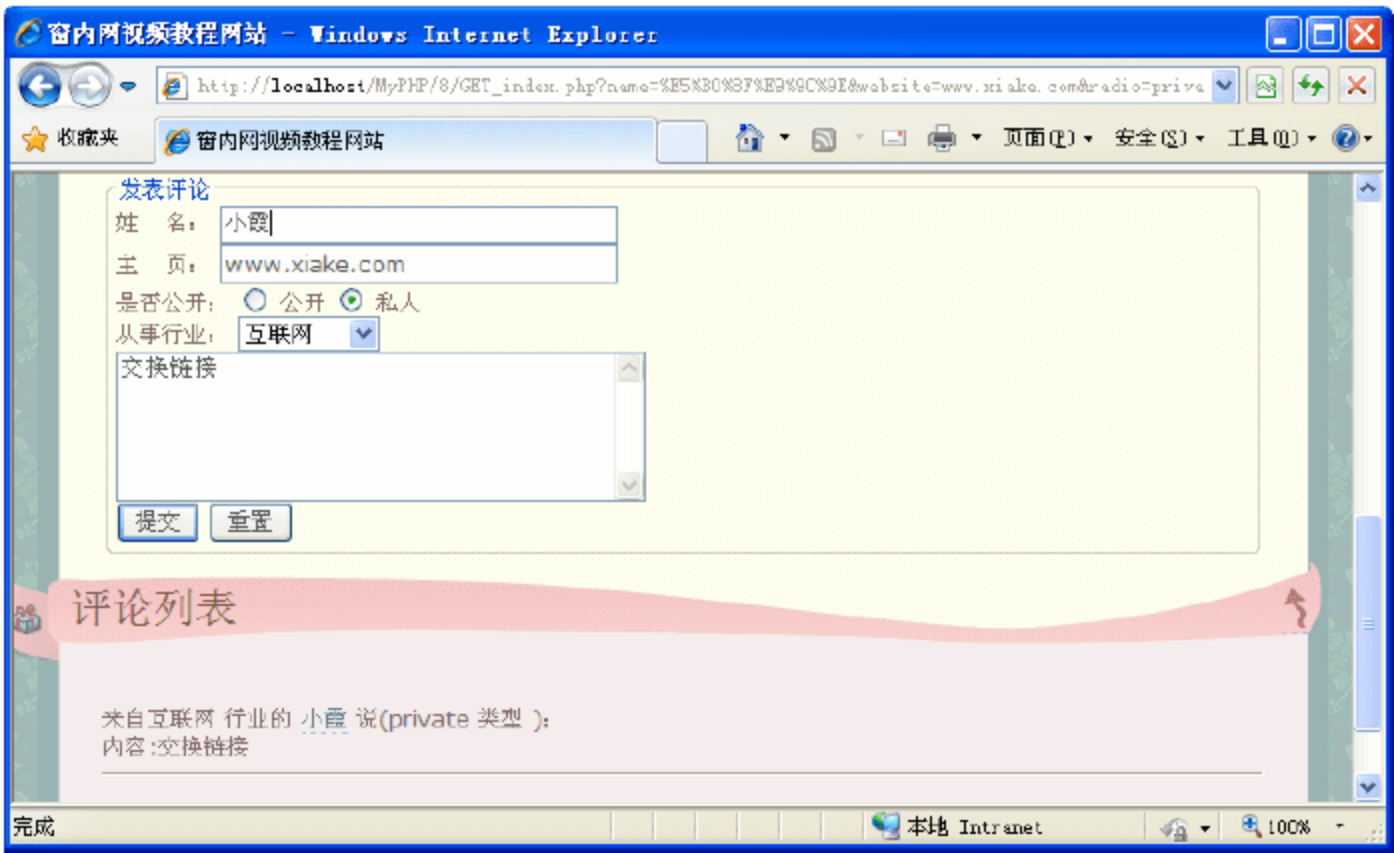 窗内网视频教程网站 - Windows Internet Explorer
http://localhost/MyPHP/8/GET_index.php?name=%E5%B0%8F%E9%9C%9E&website=www.xiake.com&radio=priva
收藏夹 窗内网视频教程网站 页面(P) 安全(S) 工具(O)
发表评论
姓 名: 小霞
主 页: www.xiake.com
是否公开: 公开 私人
从事行业: 互联网
交换链接
提交 重置
评论列表
来自互联网 行业的 小霞 说(private 类型 ):
内容:交换链接
完成 本地 Intranet 100%